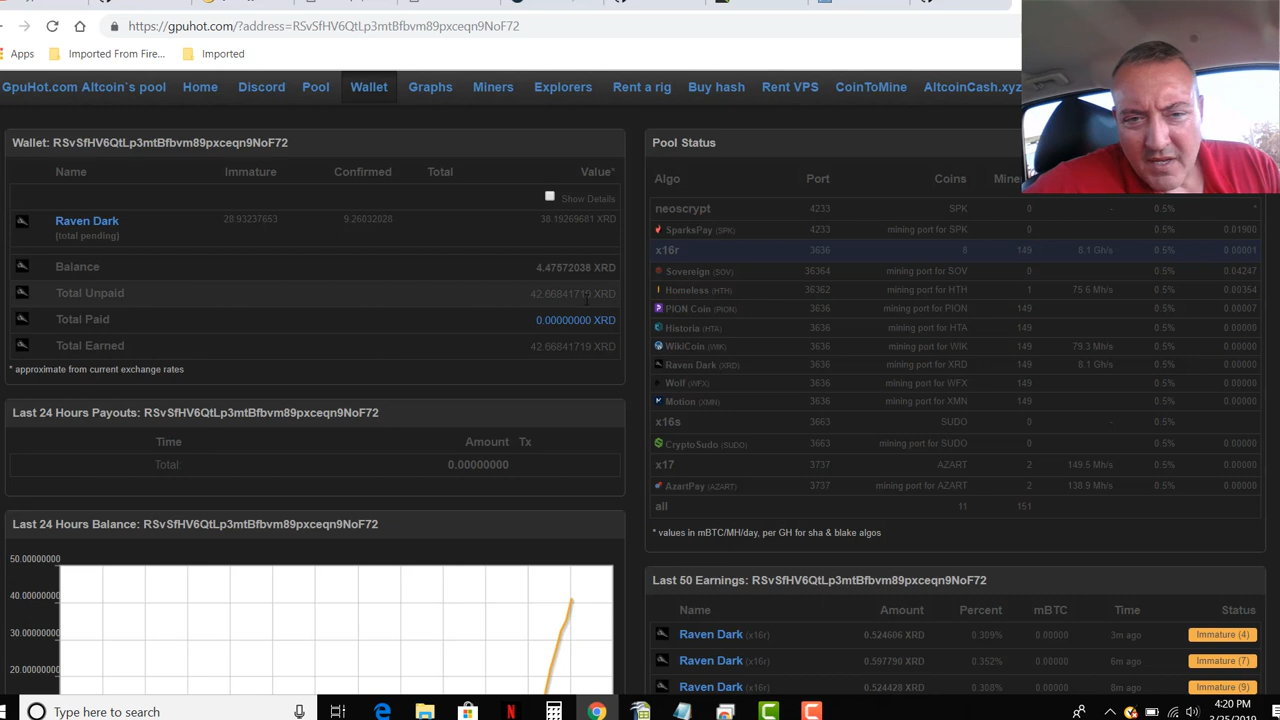 https://gpuhot.com/?address=RSvSfHV6QtLp3mtBfbvm89pxceqn9NoF72
Apps Imported From Fire... Imported
GpuHot.com Altcoin`s pool Home Discord Pool Wallet Graphs Miners Explorers Rent a rig Buy hash Rent VPS CoinToMine AltcoinCash.xyz
Wallet: RSvSfHV6QtLp3mtBfbvm89pxceqn9NoF72
Name Immature Confirmed Total Value*
Show Details
Raven Dark 28.93237653 9.26032028 38.19269681 XRD
(total pending)
Balance 4.47572038 XRD
Total Unpaid 42.66841719 XRD
Total Paid 0.00000000 XRD
Total Earned 42.66841719 XRD
* approximate from current exchange rates
Last 24 Hours Payouts: RSvSfHV6QtLp3mtBfbvm89pxceqn9NoF72
Time Amount Tx
Total: 0.00000000
Last 24 Hours Balance: RSvSfHV6QtLp3mtBfbvm89pxceqn9NoF72
50.00000000
40.00000000
30.00000000
20.00000000
Pool Status
Algo Port Coins
neoscrypt 4233 SPK 0 - 0.5% *
SparksPay (SPK) 4233 mining port for SPK 0 0.5% 0.01900
x16r 3636 8 149 8.1 Gh/s 0.5% 0.00001
Sovereign (SOV) 36364 mining port for SOV 0 0.5% 0.04247
Homeless (HTH) 3636 mining port for HTH 1 75.6 Mh/s 0.5% 0.00354
PION Coin (PION) 3636 mining port for PION 149 0.5% 0.00007
Historia (HTA) 3636 mining port for HTA 149 0.5% 0.00000
WikiCoin (WIK) 3636 mining port for WIK 149 79.3 Mh/s 0.5% 0.00000
Raven Dark (XRD) 3636 mining port for XRD 149 8.1 Gh/s 0.5% 0.00000
Wolf (WFX) 3636 mining port for WFX 149 0.5% 0.00000
Motion (XMN) 3636 mining port for XMN 149 0.5% 0.00000
x16s 3663 SUDO 0 - 0.5%
CryptoSudo (SUDO) 3663 mining port for SUDO 0 0.5% 0.00000
x17 3737 AZART 2 149.5 Mh/s 0.5% 0.00000
AzartPay (AZART) 3737 mining port for AZART 2 138.9 Mh/s 0.5% 0.00000
all 11 151
* values in mBTC/MH/day, per GH for sha & blake algos
Last 50 Earnings: RSvSfHV6QtLp3mtBfbvm89pxceqn9NoF72
Name Amount Percent mBTC Time Status
Raven Dark (x16r) 0.524606 XRD 0.309% 0.00000 3m ago Immature (4)
Raven Dark (x16r) 0.597790 XRD 0.352% 0.00000 6m ago Immature (7)
Raven Dark (x16r) 0.524428 XRD 0.308% 0.00000 8m ago Immature (9)
Type here to search
4:20 PM